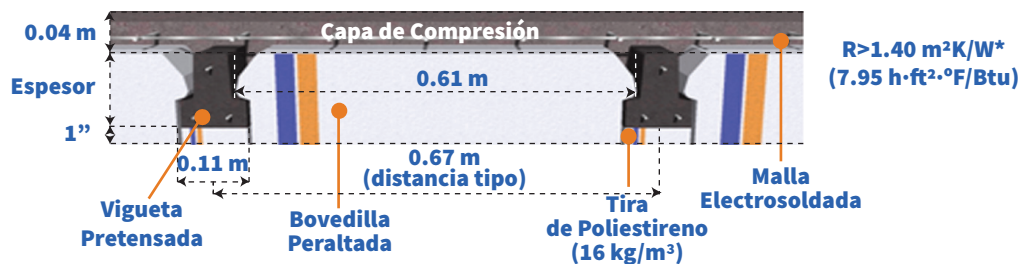 0.04 m
Capa de Compresión
Espesor
0.61 m
R>1.40 m²K/W*
(7.95 h·ft²·ºF/Btu)
1”
0.11 m
0.67 m
(distancia tipo)
Vigueta
Pretensada
Bovedilla
Peraltada
Tira
de Poliestireno
(16 kg/m³)
Malla
Electrosoldada